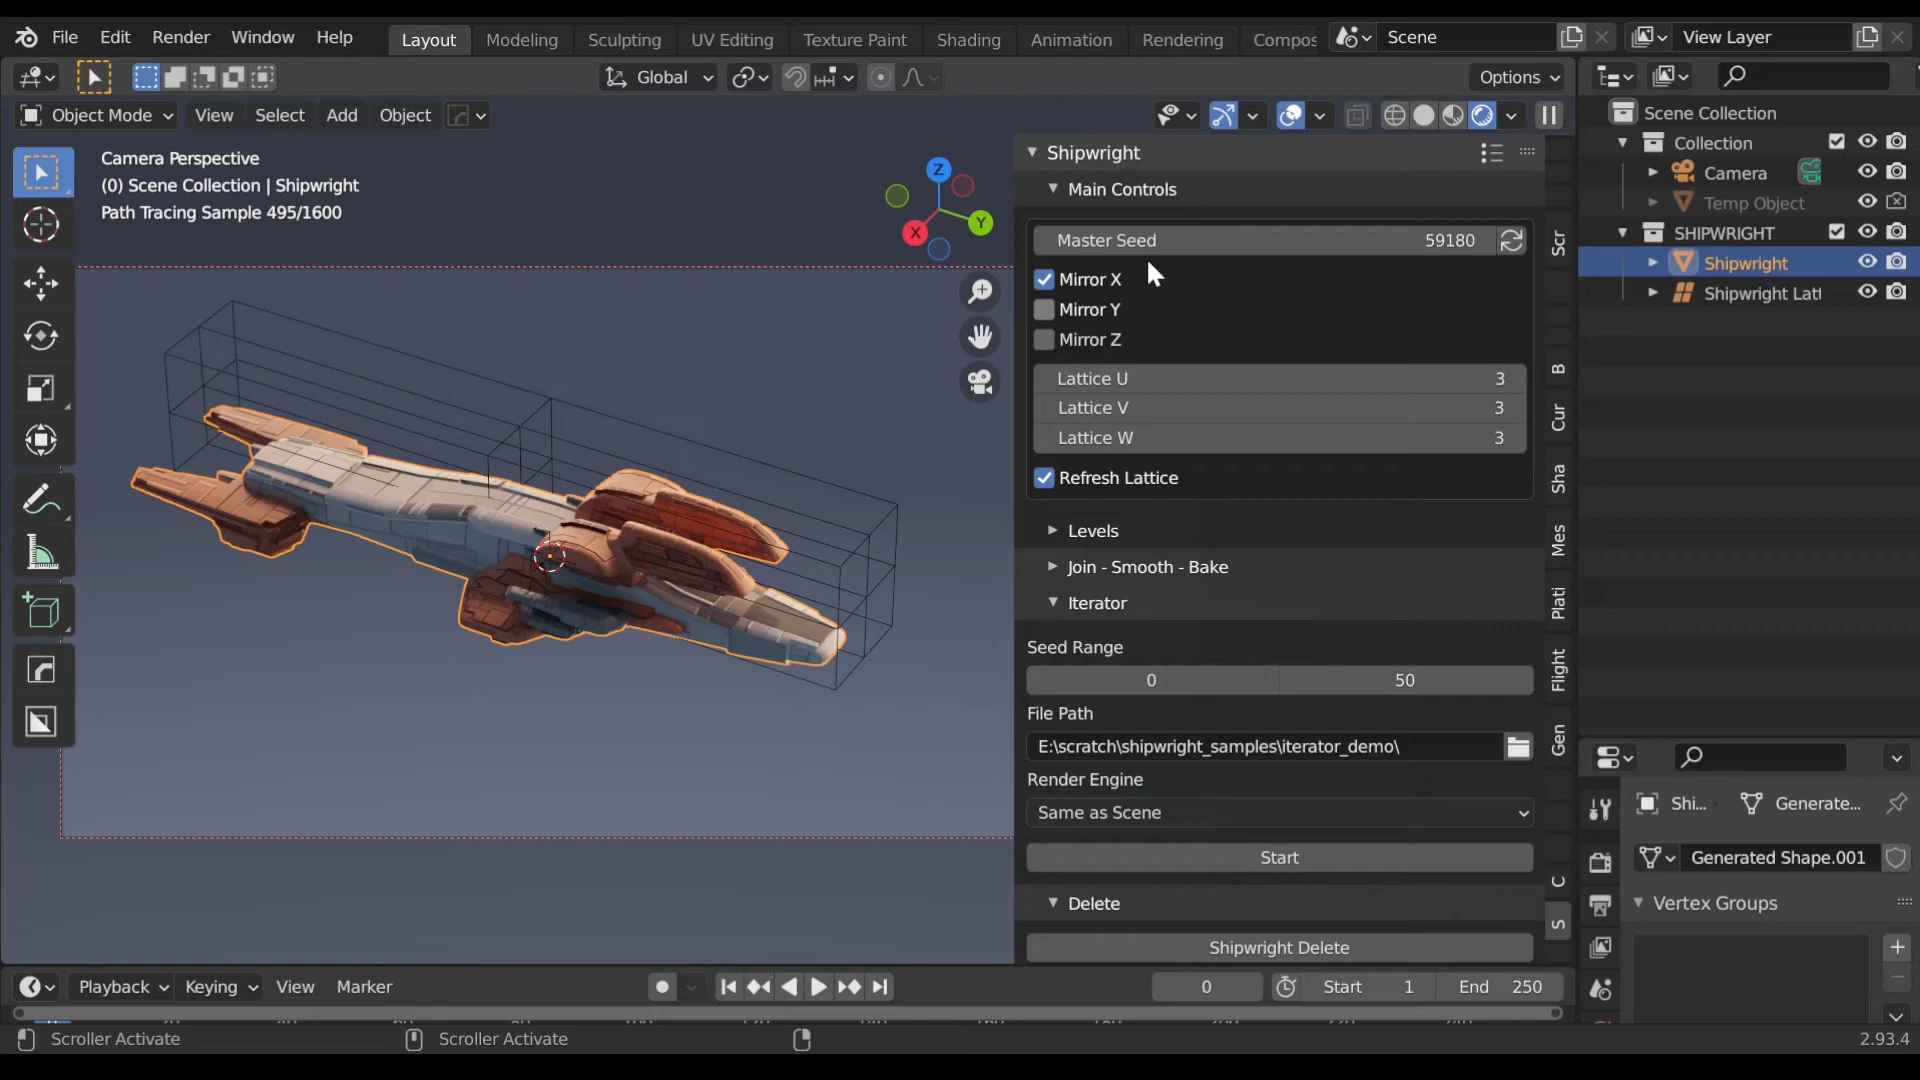 File Edit Render Window Help Layout Modeling Sculpting UV Editing Texture Paint Shading Animation Rendering Compos Scene View Layer
Global Options
Object Mode View Select Add Object
Camera Perspective
(0) Scene Collection | Shipwright
Path Tracing Sample 495/1600
Z
Y
X
Shipwright
Main Controls
Master Seed 59180
Mirror X
Mirror Y
Mirror Z
Lattice U 3
Lattice V 3
Lattice W 3
Refresh Lattice
Levels
Join - Smooth - Bake
Iterator
Seed Range
0 50
File Path
E:\scratch\shipwright_samples\iterator_demo\
Render Engine
Same as Scene
Start
Delete
Shipwright Delete
Scr
B
Cur
Sha
Mes
Plati
Flight
Gen
C
S
Scene Collection
Collection
Camera
Temp Object
SHIPWRIGHT
Shipwright
Shipwright Latt
Shi... Generate...
Generated Shape.001
Vertex Groups
Playback Keying View Marker 0 Start 1 End 250
Scroller Activate Scroller Activate 2.93.4